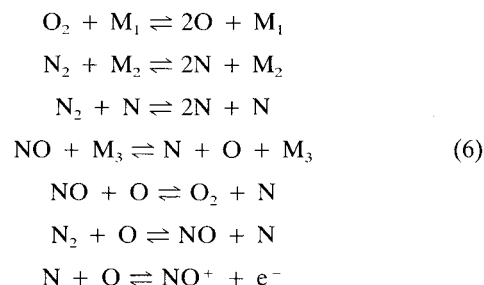 O₂ + M₁ ⇌ 2O + M₁
N₂ + M₂ ⇌ 2N + M₂
N₂ + N ⇌ 2N + N
NO + M₃ ⇌ N + O + M₃ (6)
NO + O ⇌ O₂ + N
N₂ + O ⇌ NO + N
N + O ⇌ NO⁺ + e⁻